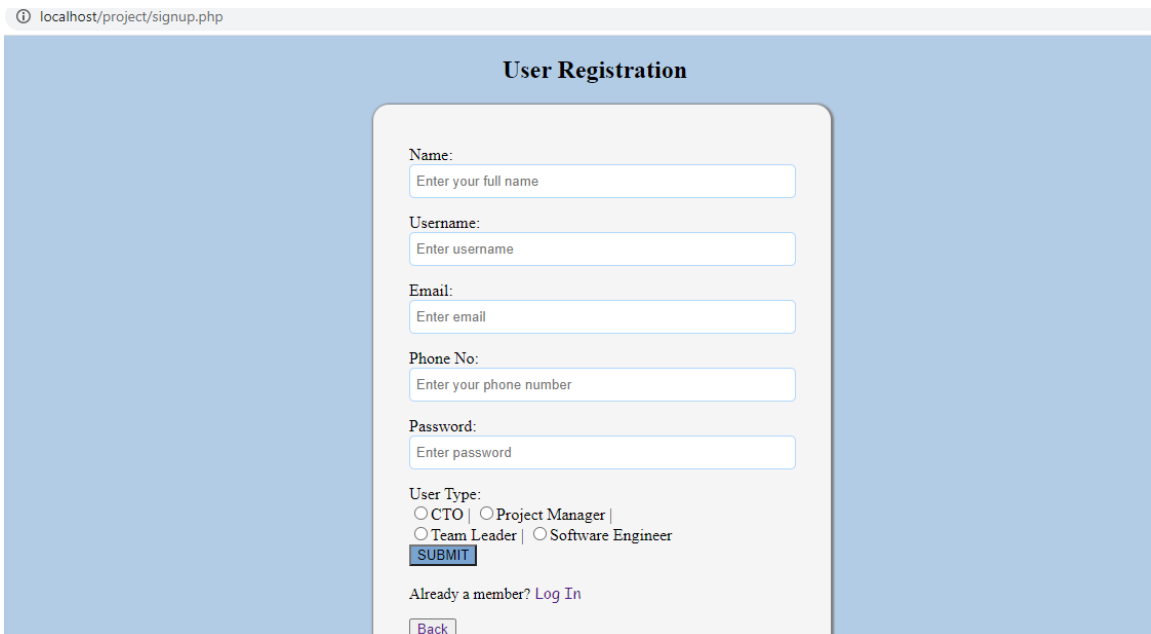 localhost/project/signup.php
User Registration
Name:
Enter your full name
Username:
Enter username
Email:
Enter email
Phone No:
Enter your phone number
Password:
Enter password
User Type:
CTO | Project Manager |
Team Leader | Software Engineer
SUBMIT
Already a member? Log In
Back